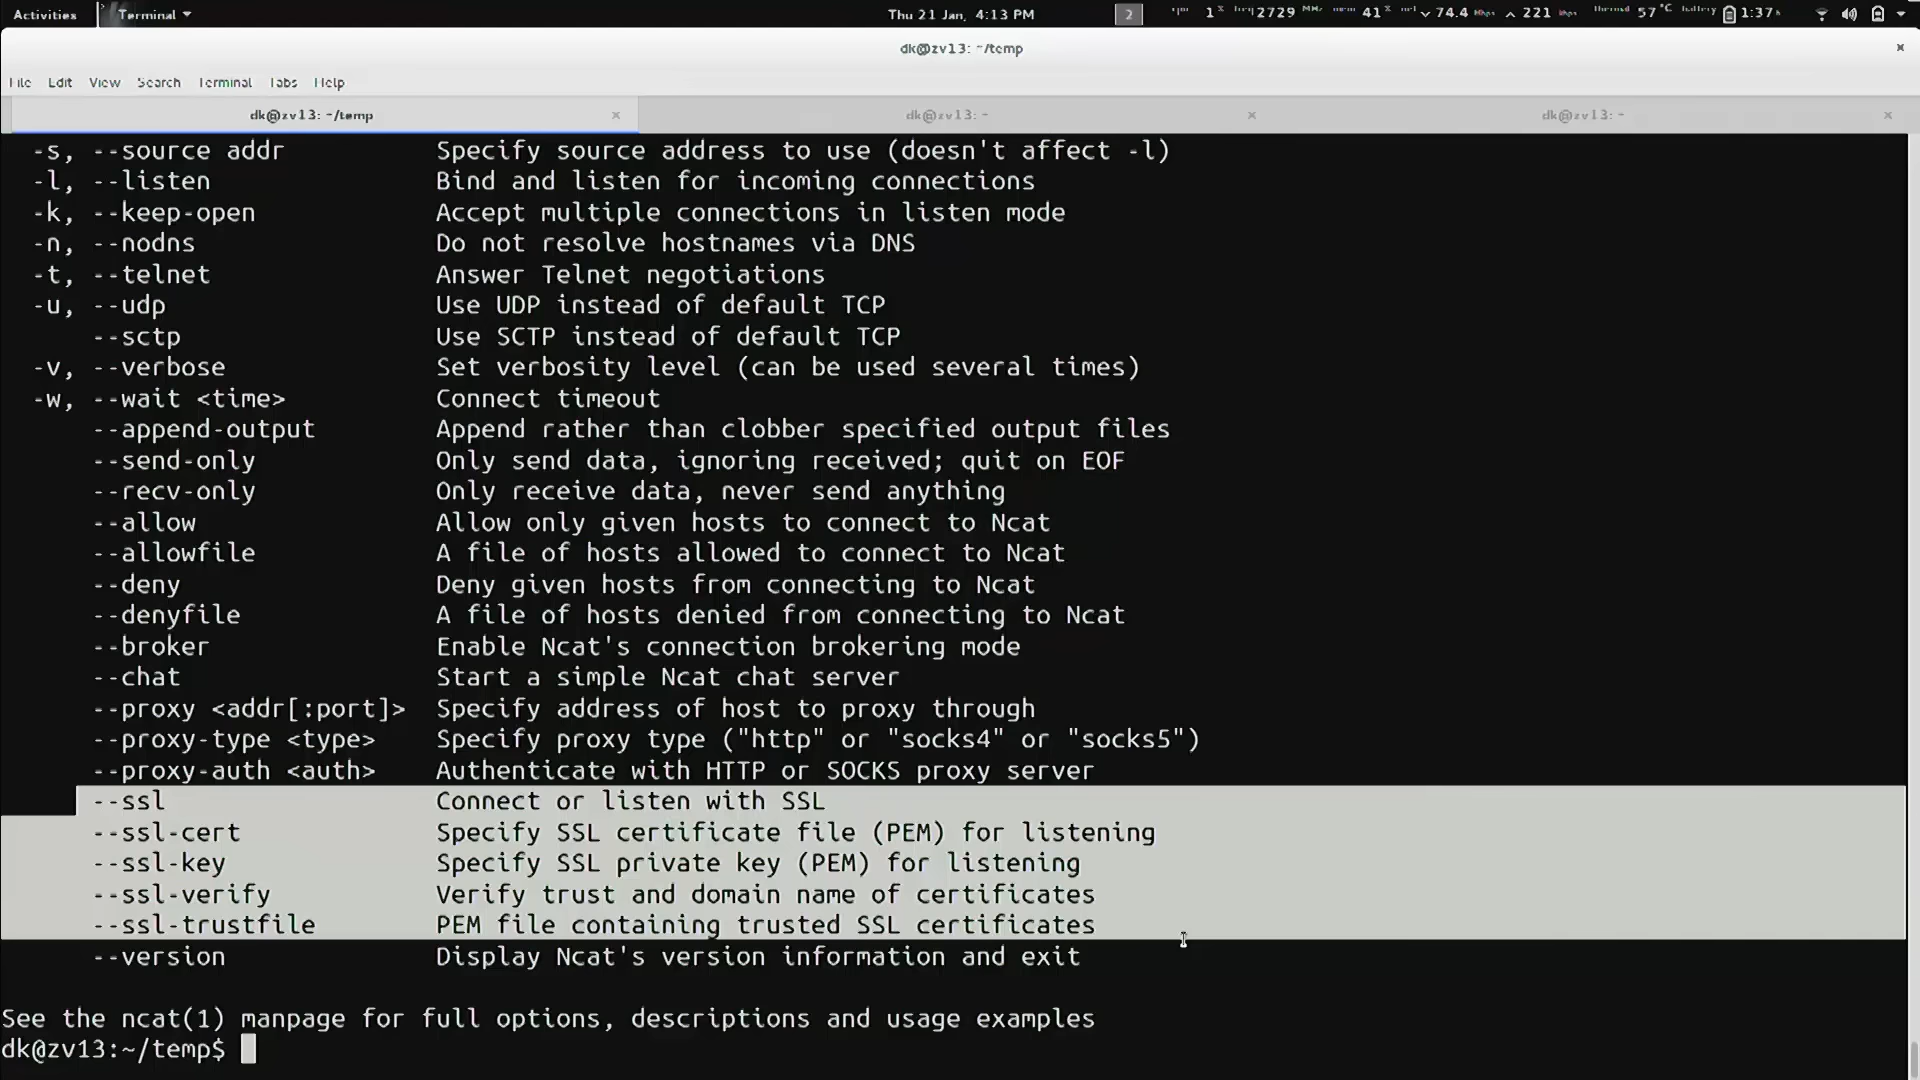 Activities Terminal Thu 21 Jan, 4:13 PM 2 1% 2729 MHz mem 41% 74.4 221 57°C battery 1:37
dk@zv13: ~/temp
File Edit View Search Terminal Tabs Help
dk@zv13: ~/temp dk@zv13: ~ dk@zv13: ~
-s, --source addr Specify source address to use (doesn't affect -l)
-l, --listen Bind and listen for incoming connections
-k, --keep-open Accept multiple connections in listen mode
-n, --nodns Do not resolve hostnames via DNS
-t, --telnet Answer Telnet negotiations
-u, --udp Use UDP instead of default TCP
--sctp Use SCTP instead of default TCP
-v, --verbose Set verbosity level (can be used several times)
-w, --wait <time> Connect timeout
--append-output Append rather than clobber specified output files
--send-only Only send data, ignoring received; quit on EOF
--recv-only Only receive data, never send anything
--allow Allow only given hosts to connect to Ncat
--allowfile A file of hosts allowed to connect to Ncat
--deny Deny given hosts from connecting to Ncat
--denyfile A file of hosts denied from connecting to Ncat
--broker Enable Ncat's connection brokering mode
--chat Start a simple Ncat chat server
--proxy <addr[:port]> Specify address of host to proxy through
--proxy-type <type> Specify proxy type ("http" or "socks4" or "socks5")
--proxy-auth <auth> Authenticate with HTTP or SOCKS proxy server
--ssl Connect or listen with SSL
--ssl-cert Specify SSL certificate file (PEM) for listening
--ssl-key Specify SSL private key (PEM) for listening
--ssl-verify Verify trust and domain name of certificates
--ssl-trustfile PEM file containing trusted SSL certificates
--version Display Ncat's version information and exit
See the ncat(1) manpage for full options, descriptions and usage examples
dk@zv13:~/temp$